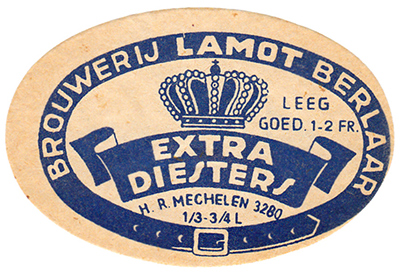 BROUWERIJ LAMOT BERLAAR
LEEG
GOED. 1-2 FR.
EXTRA
DIESTERS
H.R. MECHELEN 3280
1/3-3/4 L